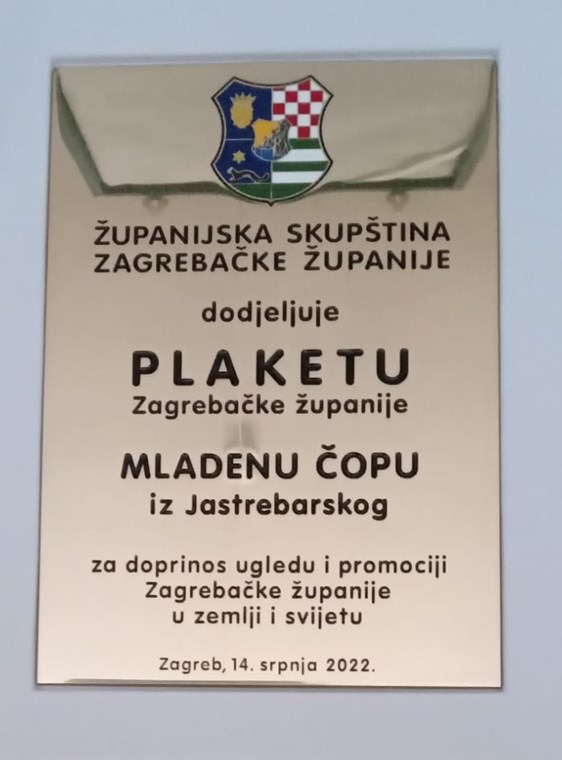 ŽUPANIJSKA SKUPŠTINA
ZAGREBAČKE ŽUPANIJE
dodjeljuje
PLAKETU
Zagrebačke županije
MLADENU ČOPU
iz Jastrebarskog
za doprinos ugledu i promociji
Zagrebačke županije
u zemlji i svijetu
Zagreb, 14. srpnja 2022.